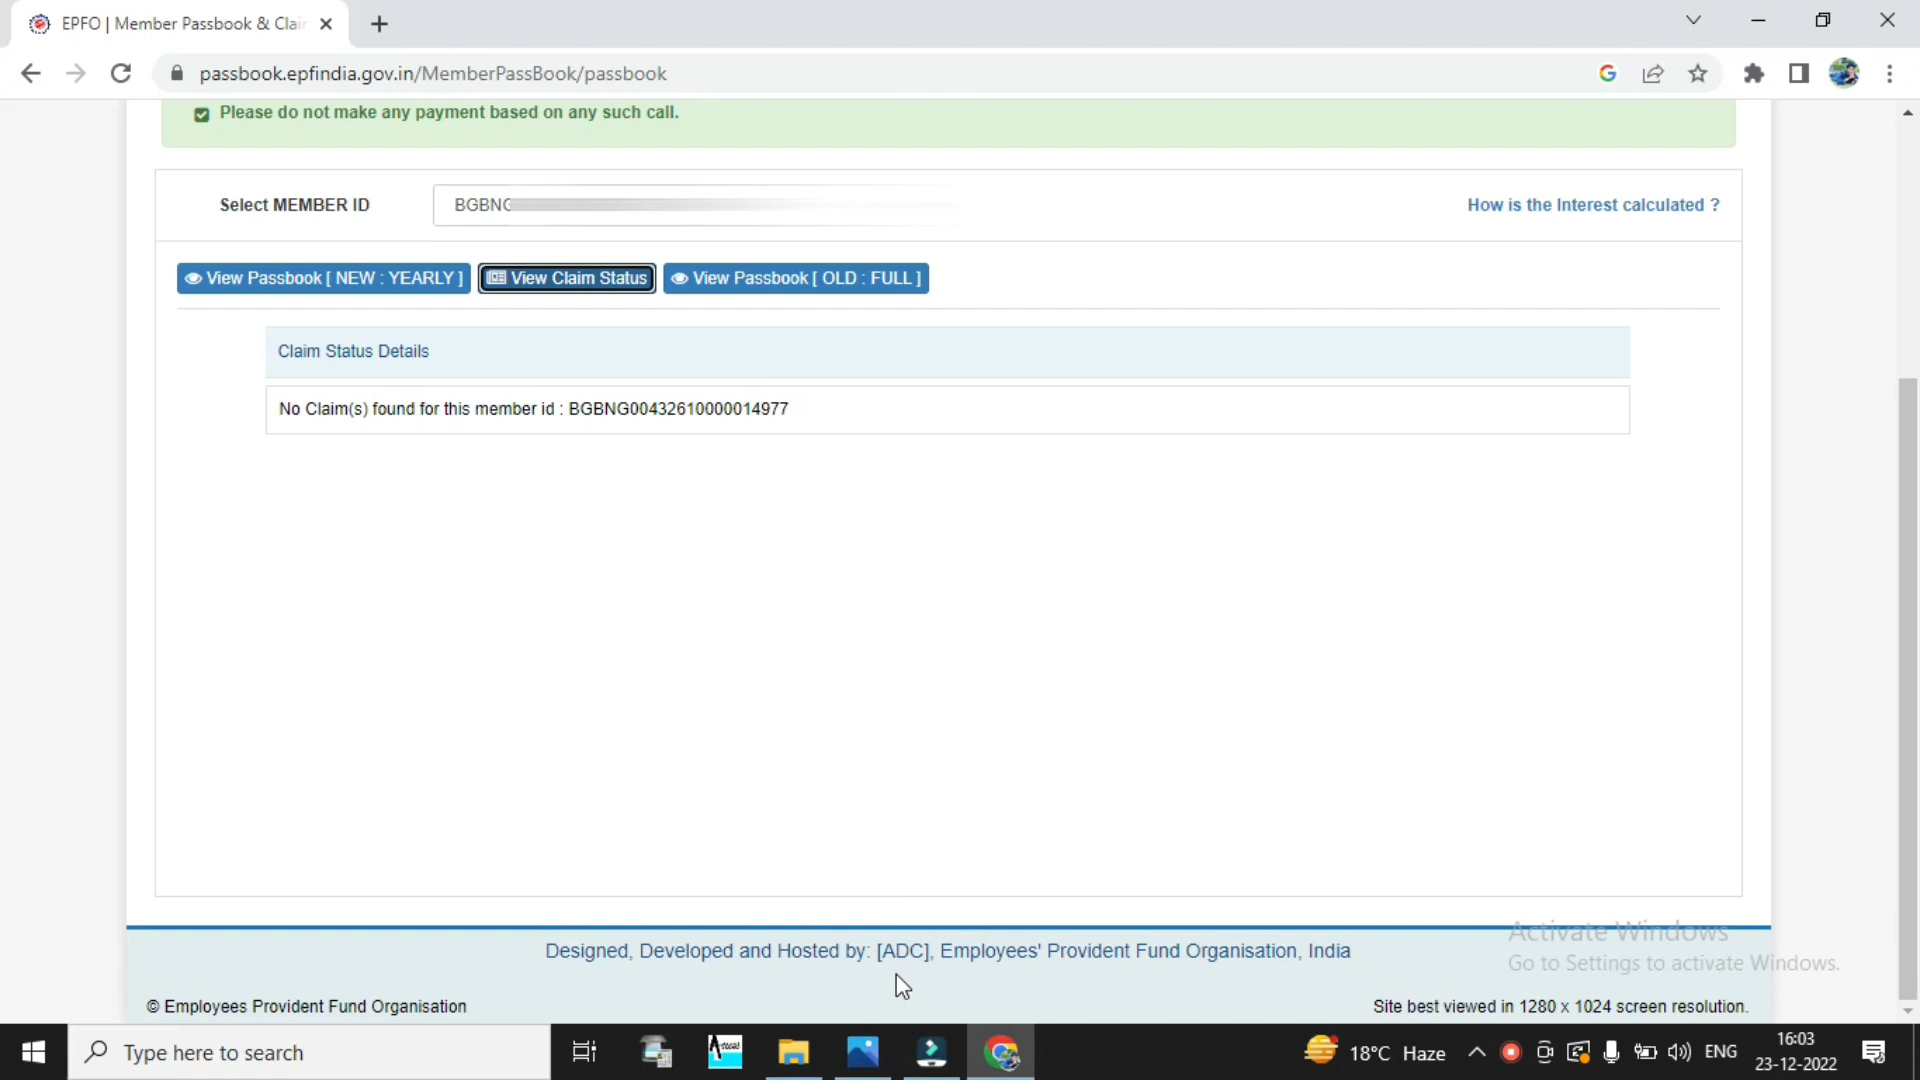 EPFO | Member Passbook & Clai
passbook.epfindia.gov.in/MemberPassBook/passbook
Please do not make any payment based on any such call.
Select MEMBER ID
BGBNG
How is the Interest calculated ?
View Passbook [ NEW : YEARLY ]
View Claim Status
View Passbook [ OLD : FULL ]
Claim Status Details
No Claim(s) found for this member id : BGBNG00432610000014977
Activate Windows
Designed, Developed and Hosted by: [ADC], Employees' Provident Fund Organisation, India
Go to Settings to activate Windows.
© Employees Provident Fund Organisation
Site best viewed in 1280 x 1024 screen resolution.
Type here to search
18°C Haze
ENG
16:03
23-12-2022